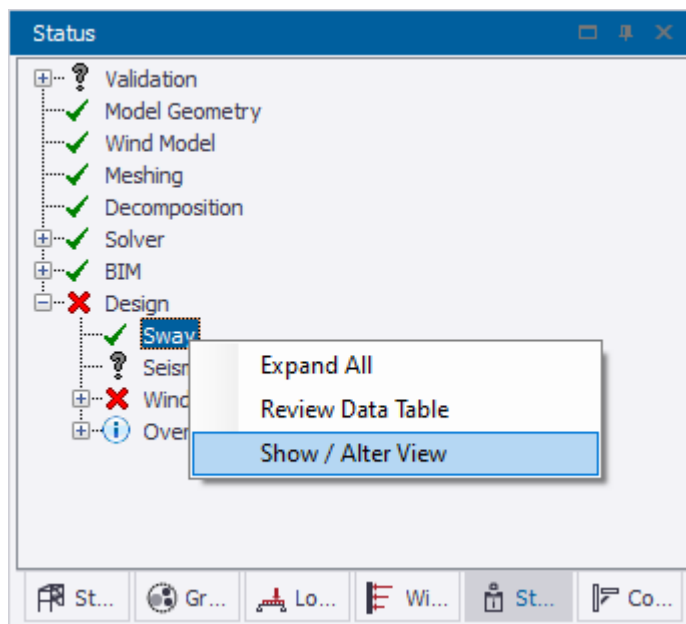 Status
Validation
Model Geometry
Wind Model
Meshing
Decomposition
Solver
BIM
Design
Sway
Expand All
Review Data Table
Wind
Show / Alter View
St...
Gr...
Lo...
Wi...
St...
Co...